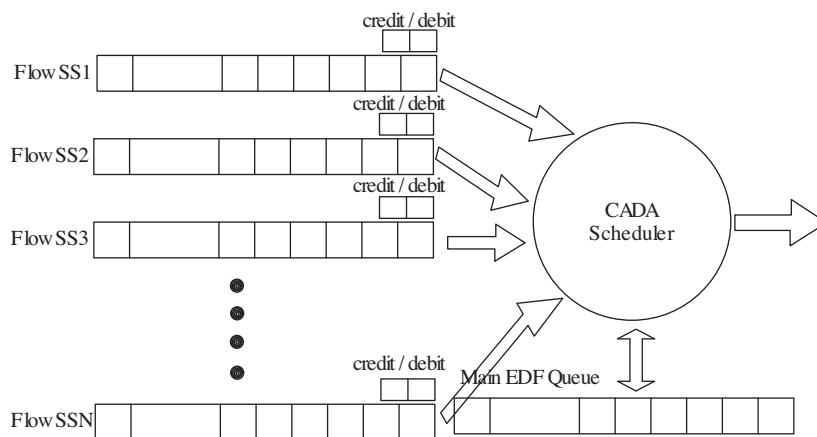 credit / debit
Flow SS1
credit / debit
Flow SS2
credit / debit
Flow SS3
CADA
Scheduler
credit / debit
Main EDF Queue
Flow SSN